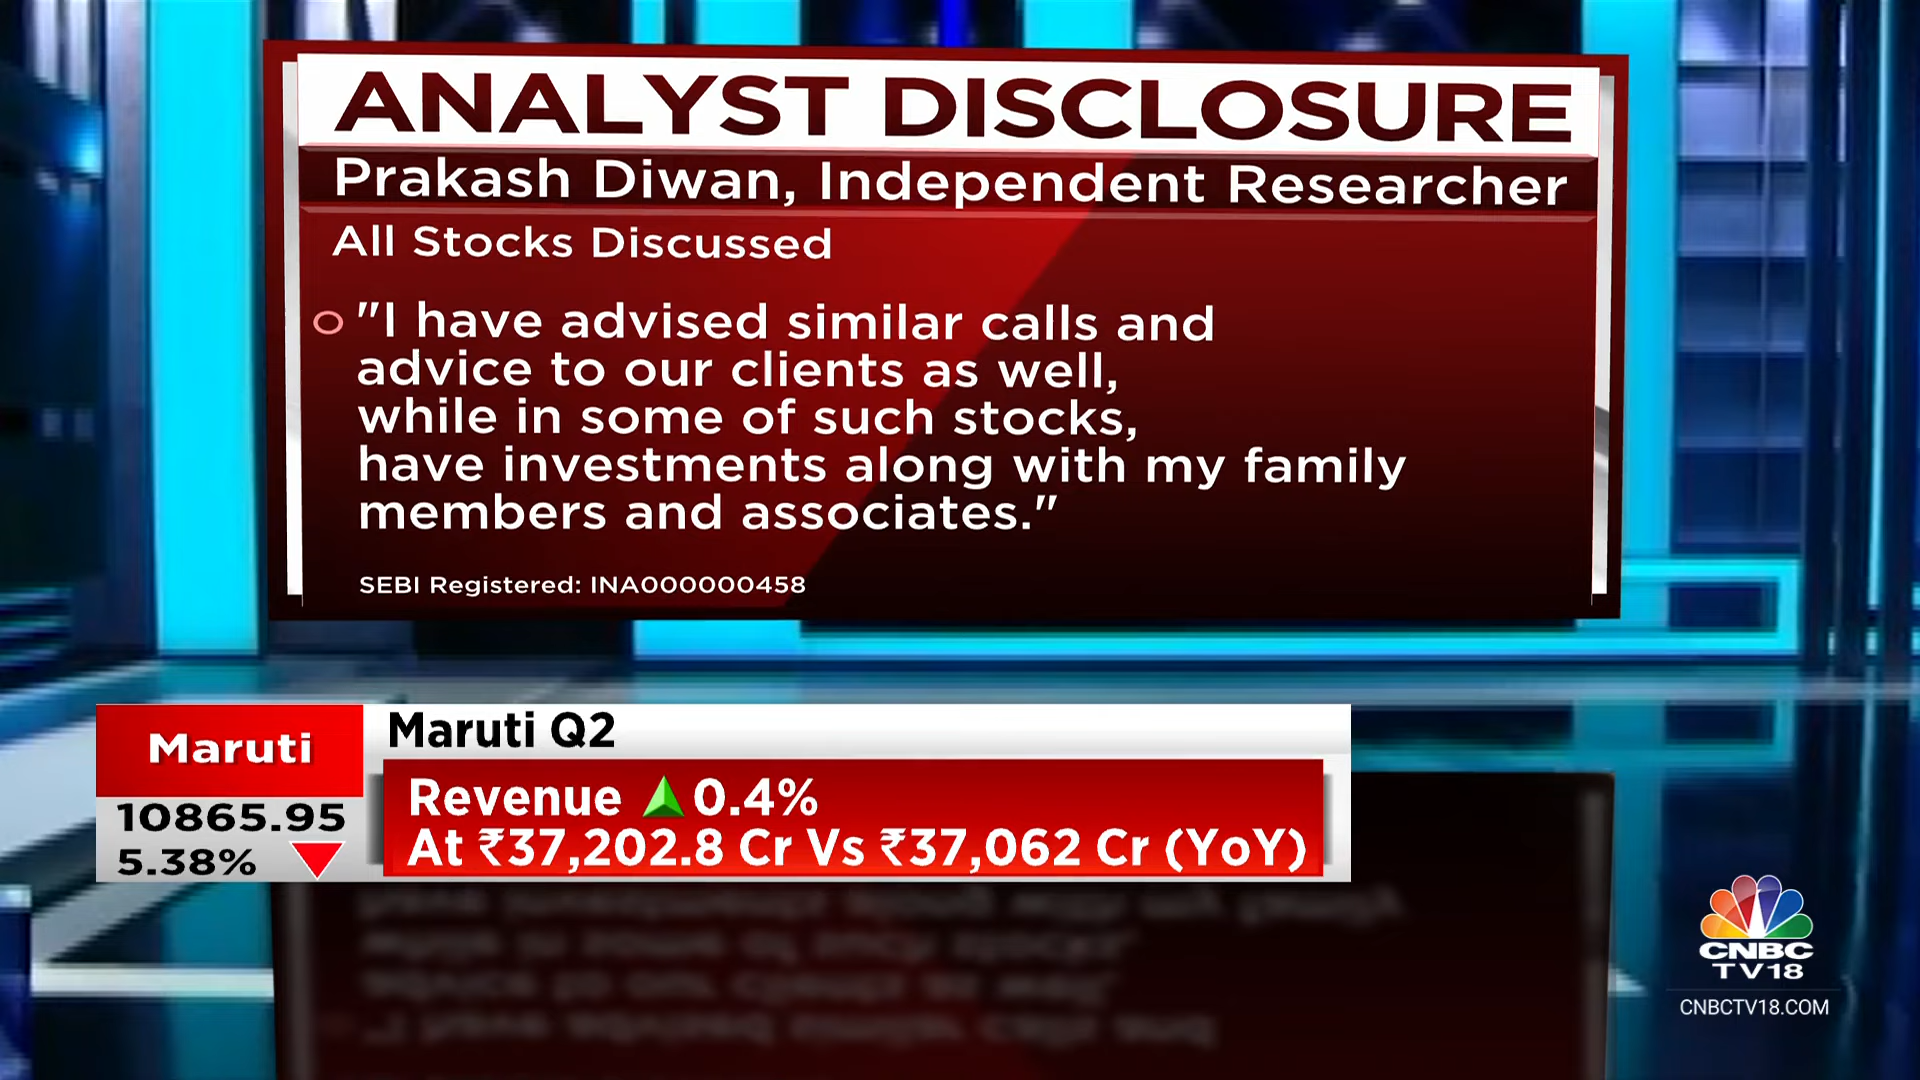 ANALYST DISCLOSURE
Prakash Diwan, Independent Researcher
All Stocks Discussed
"I have advised similar calls and
advice to our clients as well,
while in some of such stocks,
have investments along with my family
members and associates."
SEBI Registered: INA000000458
Maruti
10865.95
5.38%
Maruti Q2
Revenue ▲ 0.4%
At ₹37,202.8 Cr Vs ₹37,062 Cr (YoY)
CNBC
TV18
CNBCTV18.COM